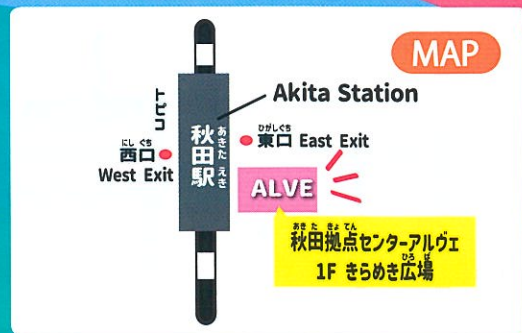 MAP
トピコ
Akita Station
あきた えき
秋田駅
にし ぐち
西口
West Exit
ひがしぐち
東口 East Exit
ALVE
あき た きょ てん
秋田拠点センターアルヴェ
ひろ ば
1F きらめき広場